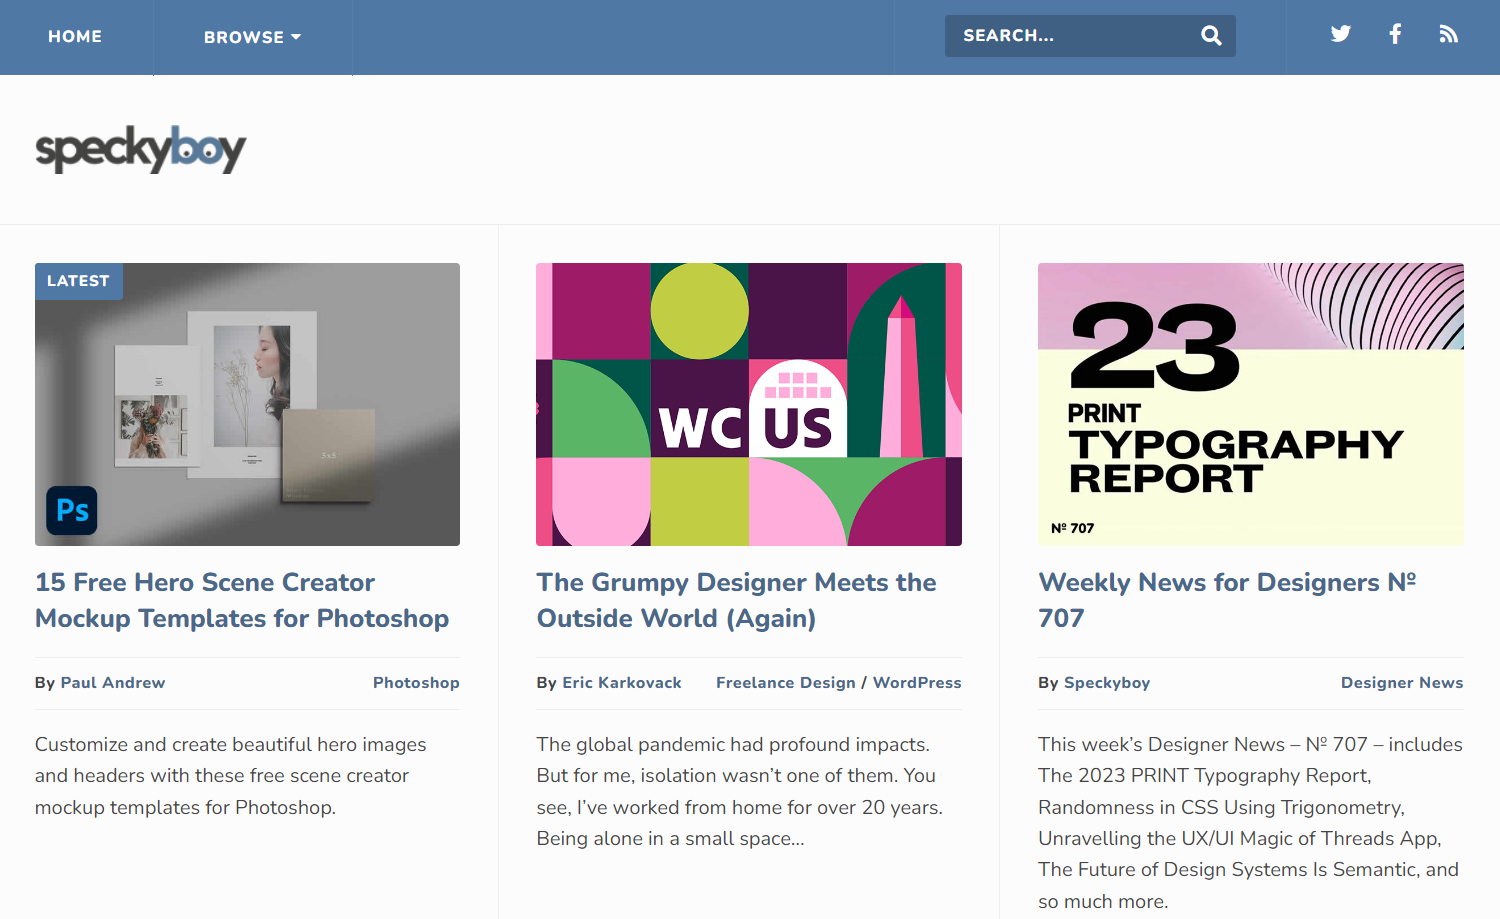 HOME
BROWSE
SEARCH...
speckyboy
LATEST
3x3
Ps
15 Free Hero Scene Creator
Mockup Templates for Photoshop
By Paul Andrew
Photoshop
Customize and create beautiful hero images
and headers with these free scene creator
mockup templates for Photoshop.
WC US
The Grumpy Designer Meets the
Outside World (Again)
By Eric Karkovack
Freelance Design / WordPress
The global pandemic had profound impacts.
But for me, isolation wasn’t one of them. You
see, I’ve worked from home for over 20 years.
Being alone in a small space...
23
PRINT
TYPOGRAPHY
REPORT
Nº 707
Weekly News for Designers Nº
707
By Speckyboy
Designer News
This week’s Designer News – Nº 707 – includes
The 2023 PRINT Typography Report,
Randomness in CSS Using Trigonometry,
Unravelling the UX/UI Magic of Threads App,
The Future of Design Systems Is Semantic, and
so much more.